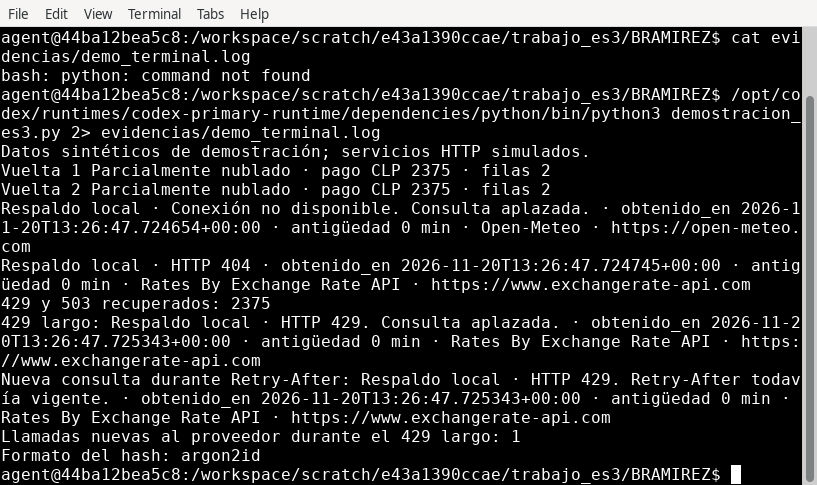 File Edit View Terminal Tabs Help
agent@44ba12bea5c8:/workspace/scratch/e43a1390ccae/trabajo_es3/BRAMIREZ$ cat evi
dencias/demo_terminal.log
bash: python: command not found
agent@44ba12bea5c8:/workspace/scratch/e43a1390ccae/trabajo_es3/BRAMIREZ$ /opt/co
dex/runtimes/codex-primary-runtime/dependencies/python/bin/python3 demostracion_
es3.py 2> evidencias/demo_terminal.log
Datos sintéticos de demostración; servicios HTTP simulados.
Vuelta 1 Parcialmente nublado · pago CLP 2375 · filas 2
Vuelta 2 Parcialmente nublado · pago CLP 2375 · filas 2
Respaldo local · Conexión no disponible. Consulta aplazada. · obtenido_en 2026-1
1-20T13:26:47.724654+00:00 · antigüedad 0 min · Open-Meteo · https://open-meteo.
com
Respaldo local · HTTP 404 · obtenido_en 2026-11-20T13:26:47.724745+00:00 · antig
üedad 0 min · Rates By Exchange Rate API · https://www.exchangerate-api.com
429 y 503 recuperados: 2375
429 largo: Respaldo local · HTTP 429. Consulta aplazada. · obtenido_en 2026-11-2
0T13:26:47.725343+00:00 · antigüedad 0 min · Rates By Exchange Rate API · https:
//www.exchangerate-api.com
Nueva consulta durante Retry-After: Respaldo local · HTTP 429. Retry-After todav
ía vigente. · obtenido_en 2026-11-20T13:26:47.725343+00:00 · antigüedad 0 min ·
Rates By Exchange Rate API · https://www.exchangerate-api.com
Llamadas nuevas al proveedor durante el 429 largo: 1
Formato del hash: argon2id
agent@44ba12bea5c8:/workspace/scratch/e43a1390ccae/trabajo_es3/BRAMIREZ$